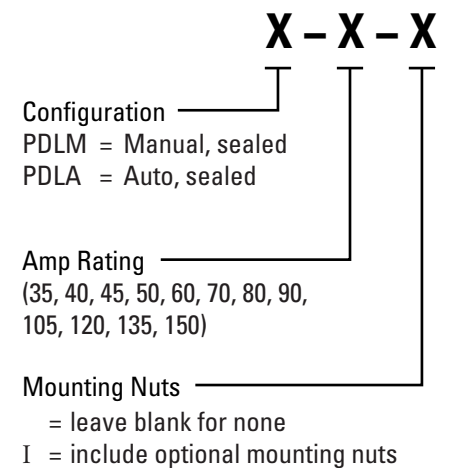 X – X – X
Configuration
PDLM = Manual, sealed
PDLA = Auto, sealed
Amp Rating
(35, 40, 45, 50, 60, 70, 80, 90,
105, 120, 135, 150)
Mounting Nuts
= leave blank for none
I = include optional mounting nuts